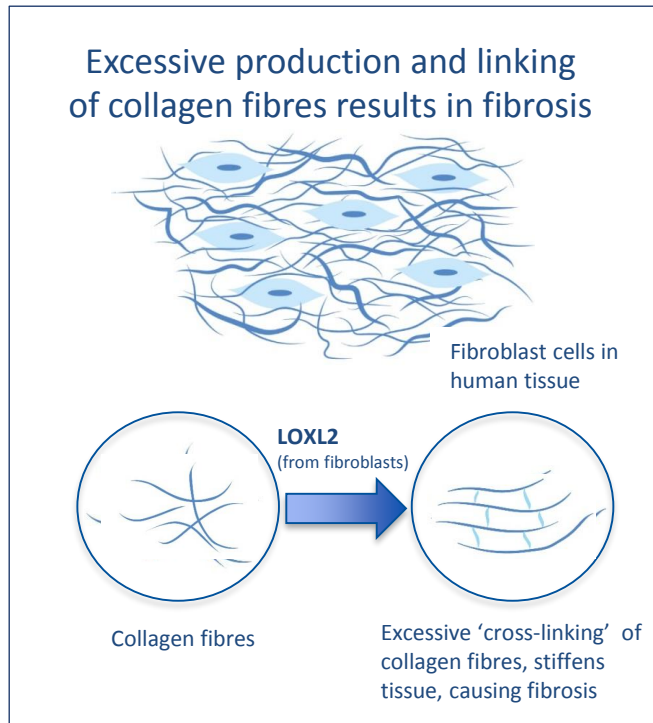 Excessive production and linking
of collagen fibres results in fibrosis
Fibroblast cells in
human tissue
LOXL2
(from fibroblasts)
Collagen fibres
Excessive ‘cross-linking’ of
collagen fibres, stiffens
tissue, causing fibrosis